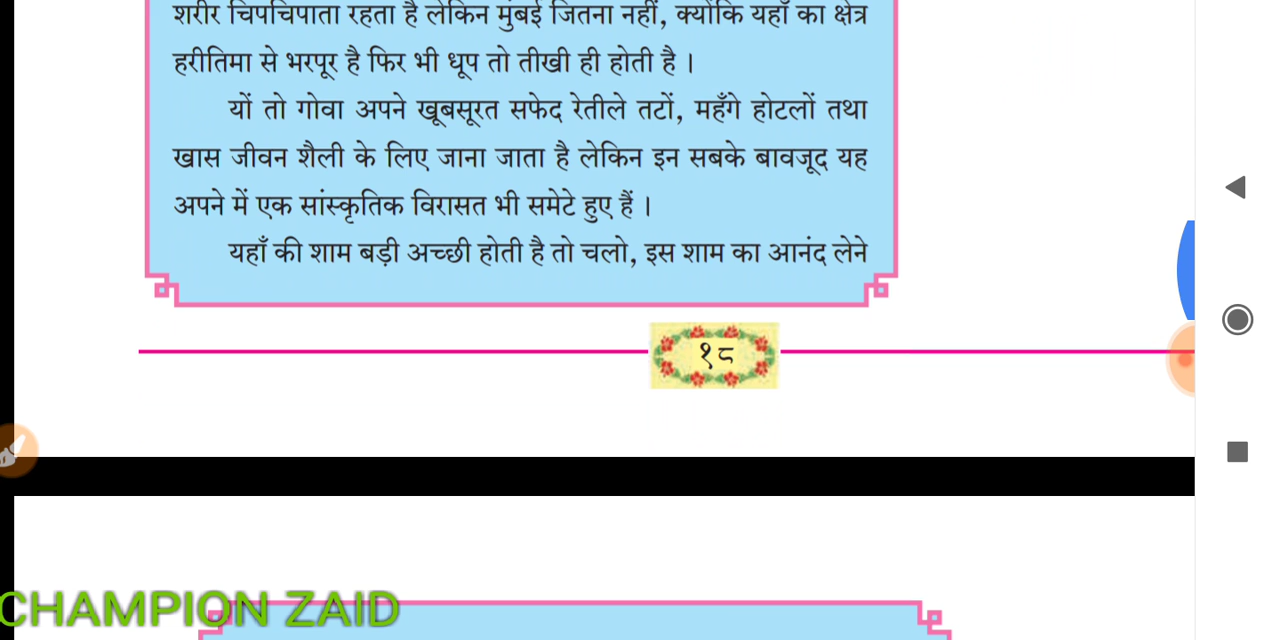 शरीर चिपचिपाता रहता है लेकिन मुंबई जितना नहीं, क्योंकि यहाँ का क्षेत्र
हरीतिमा से भरपूर है फिर भी धूप तो तीखी ही होती है ।
यों तो गोवा अपने खूबसूरत सफेद रेतीले तटों, महँगे होटलों तथा
खास जीवन शैली के लिए जाना जाता है लेकिन इन सबके बावजूद यह
अपने में एक सांस्कृतिक विरासत भी समेटे हुए हैं ।
यहाँ की शाम बड़ी अच्छी होती है तो चलो, इस शाम का आनंद लेने
१८
CHAMPION ZAID